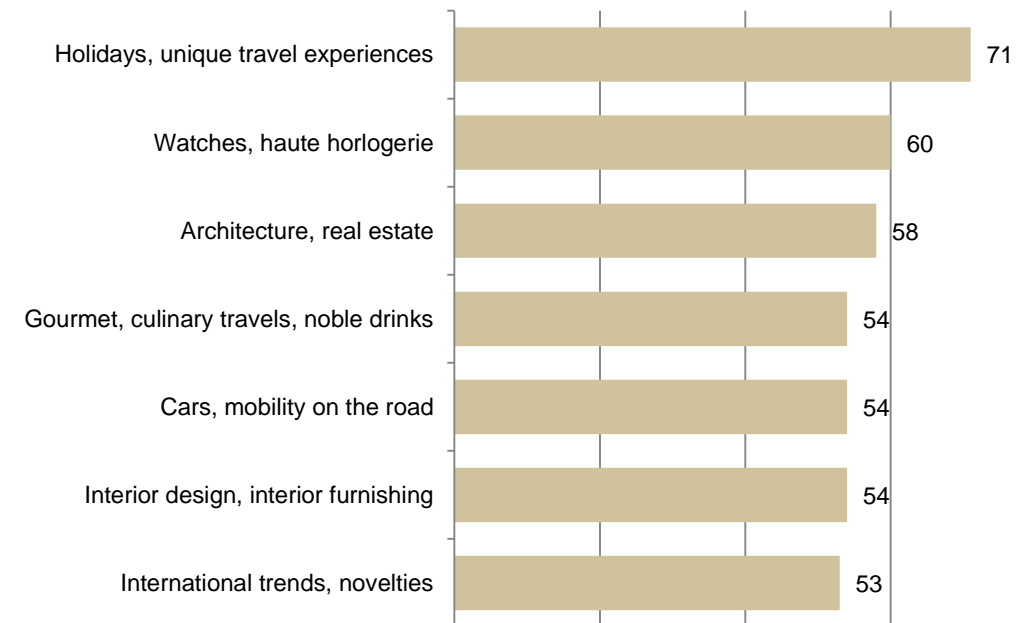 Holidays, unique travel experiences 71
Watches, haute horlogerie 60
Architecture, real estate 58
Gourmet, culinary travels, noble drinks 54
Cars, mobility on the road 54
Interior design, interior furnishing 54
International trends, novelties 53